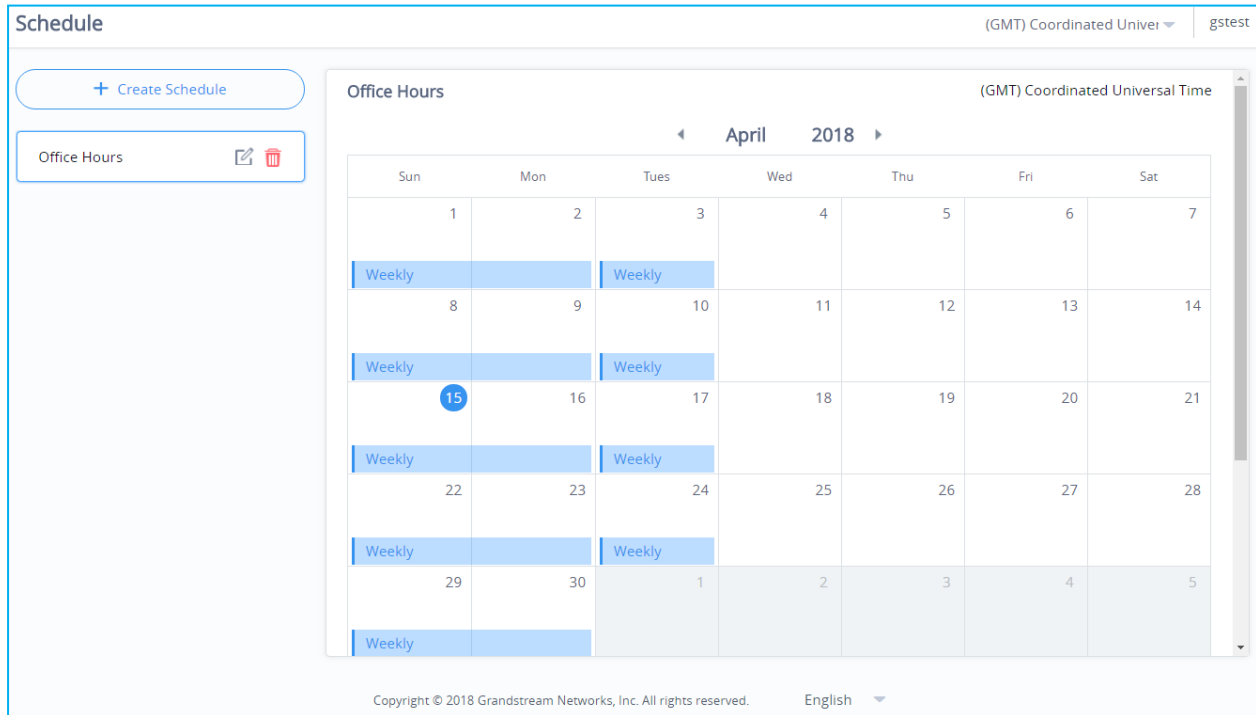 Schedule
(GMT) Coordinated Univer
gstest
+ Create Schedule
Office Hours
Office Hours
(GMT) Coordinated Universal Time
April 2018
Sun Mon Tues Wed Thu Fri Sat
1 2 3 4 5 6 7
Weekly Weekly
8 9 10 11 12 13 14
Weekly Weekly
15 16 17 18 19 20 21
Weekly Weekly
22 23 24 25 26 27 28
Weekly Weekly
29 30 1 2 3 4 5
Weekly
Copyright © 2018 Grandstream Networks, Inc. All rights reserved. English